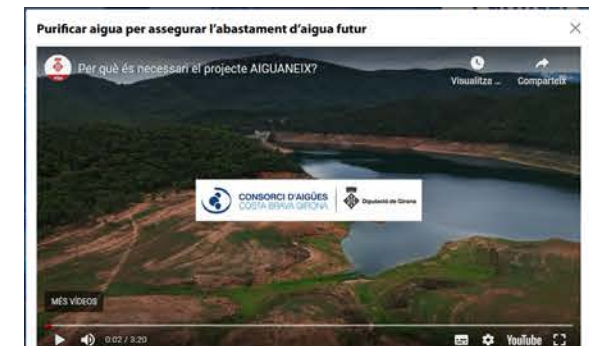 Purificar aigua per assegurar l'abastament d'aigua futur
Per què és necessari el projecte AIGUANEIX?
Visualitza ...
Comparteix
CONSORCI D'AIGÜES
COSTA BRAVA GIRONA
Diputació de Girona
MÉS VÍDEOS
0:02 / 3:20
YouTube